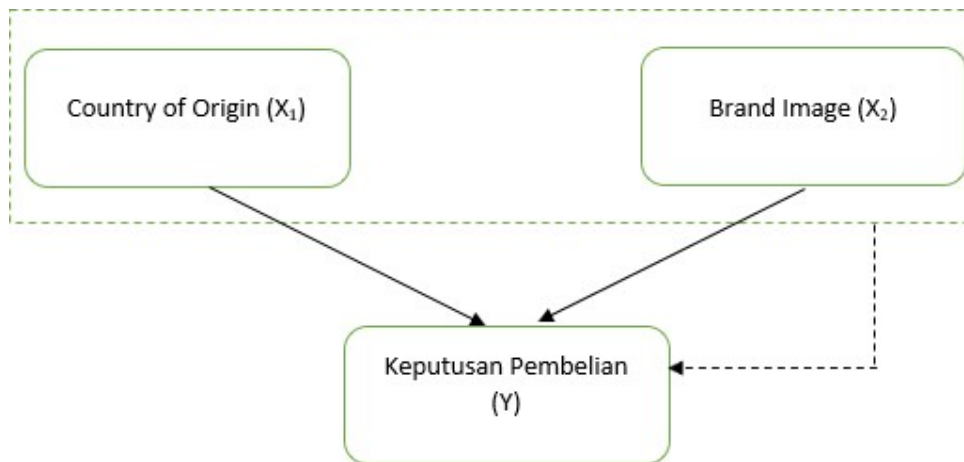 Country of Origin (X₁)
Brand Image (X₂)
Keputusan Pembelian
(Y)